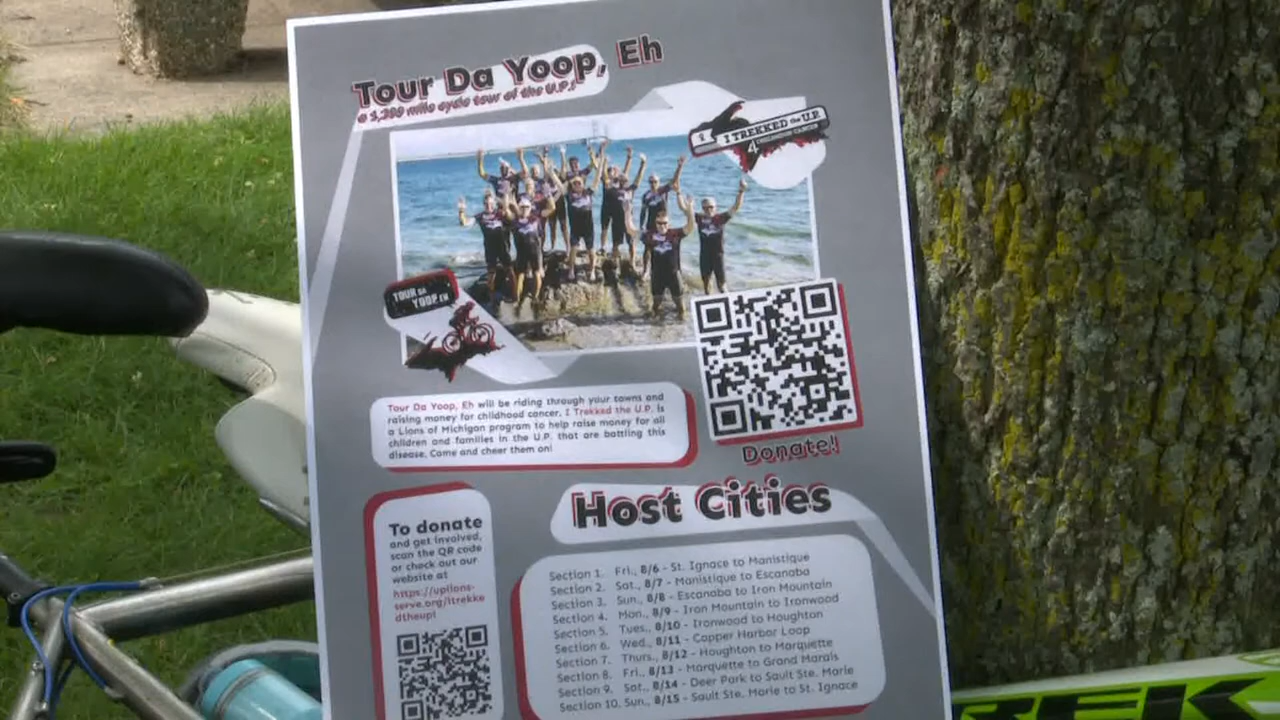 Tour Da Yoop, Eh
a 1,200 mile cycle tour of the U.P.!
I TREKKED the U.P.
4 CHILDHOOD CANCER
TOUR DA
YOOP, EH
Tour Da Yoop, Eh will be riding through your towns and
raising money for childhood cancer. I Trekked the U.P. is
a Lions of Michigan program to help raise money for all
children and families in the U.P. that are battling this
disease. Come and cheer them on!
Donate!
To donate
and get involved,
scan the QR code
or check out our
website at
https://uplions-
serve.org/itrekke
dtheup/
Host Cities
Section 1. Fri., 8/6 - St. Ignace to Manistique
Section 2. Sat., 8/7 - Manistique to Escanaba
Section 3. Sun., 8/8 - Escanaba to Iron Mountain
Section 4. Mon., 8/9 - Iron Mountain to Ironwood
Section 5. Tues., 8/10 - Ironwood to Houghton
Section 6. Wed., 8/11 - Copper Harbor Loop
Section 7. Thurs., 8/12 - Houghton to Marquette
Section 8. Fri., 8/13 - Marquette to Grand Marais
Section 9. Sat., 8/14 - Deer Park to Sault Ste. Marie
Section 10. Sun., 8/15 - Sault Ste. Marie to St. Ignace